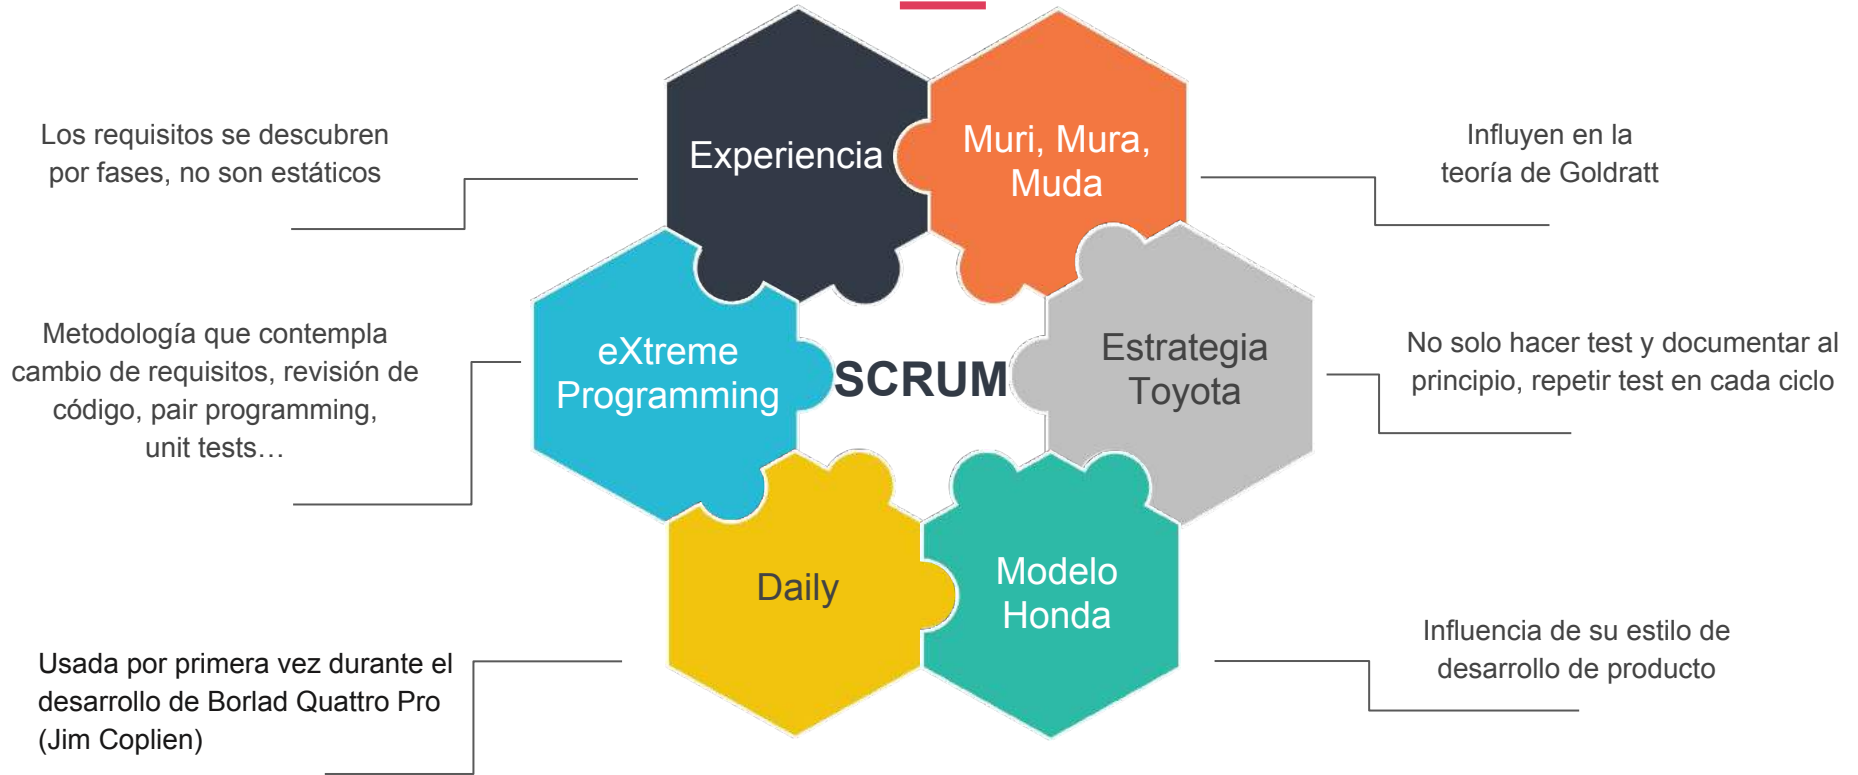 Los requisitos se descubren
por fases, no son estáticos
Experiencia
Muri, Mura,
Muda
Influyen en la
teoría de Goldratt
Metodología que contempla
cambio de requisitos, revisión de
código, pair programming,
unit tests…
eXtreme
Programming
SCRUM
Estrategia
Toyota
No solo hacer test y documentar al
principio, repetir test en cada ciclo
Usada por primera vez durante el
desarrollo de Borlad Quattro Pro
(Jim Coplien)
Daily
Modelo
Honda
Influencia de su estilo de
desarrollo de producto